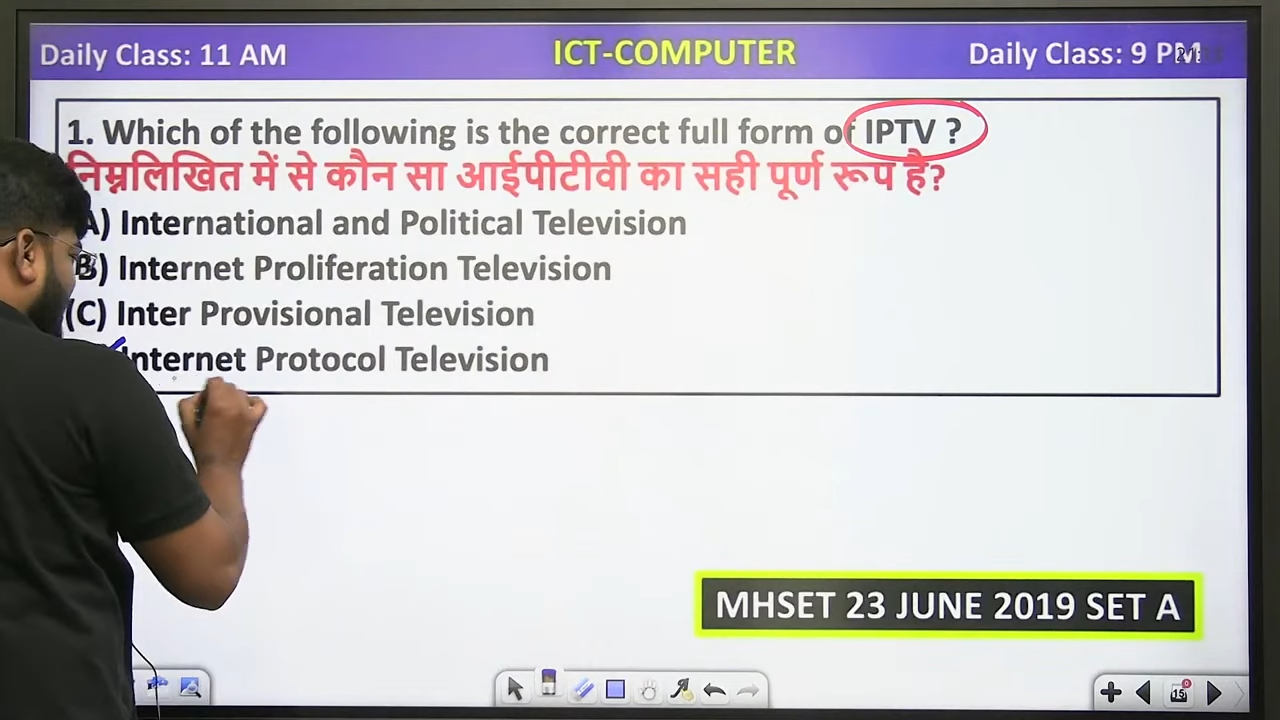 Daily Class: 11 AM
ICT-COMPUTER
Daily Class: 9 PM
1. Which of the following is the correct full form of IPTV ?
निम्नलिखित में से कौन सा आईपीटीवी का सही पूर्ण रूप है?
A) International and Political Television
B) Internet Proliferation Television
(C) Inter Provisional Television
Internet Protocol Television
MHSET 23 JUNE 2019 SET A
15